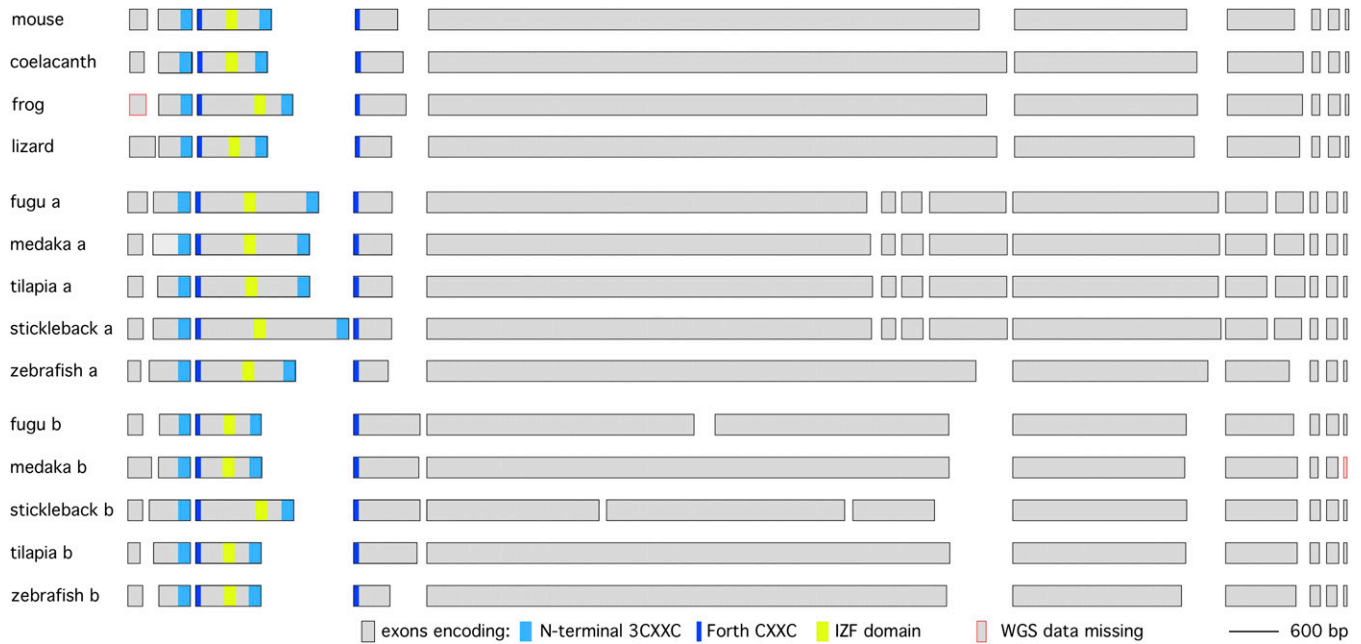 mouse
coelacanth
frog
lizard
fugu a
medaka a
tilapia a
stickleback a
zebrafish a
fugu b
medaka b
stickleback b
tilapia b
zebrafish b
exons encoding: N-terminal 3CXXC Forth CXXC IZF domain WGS data missing 600 bp